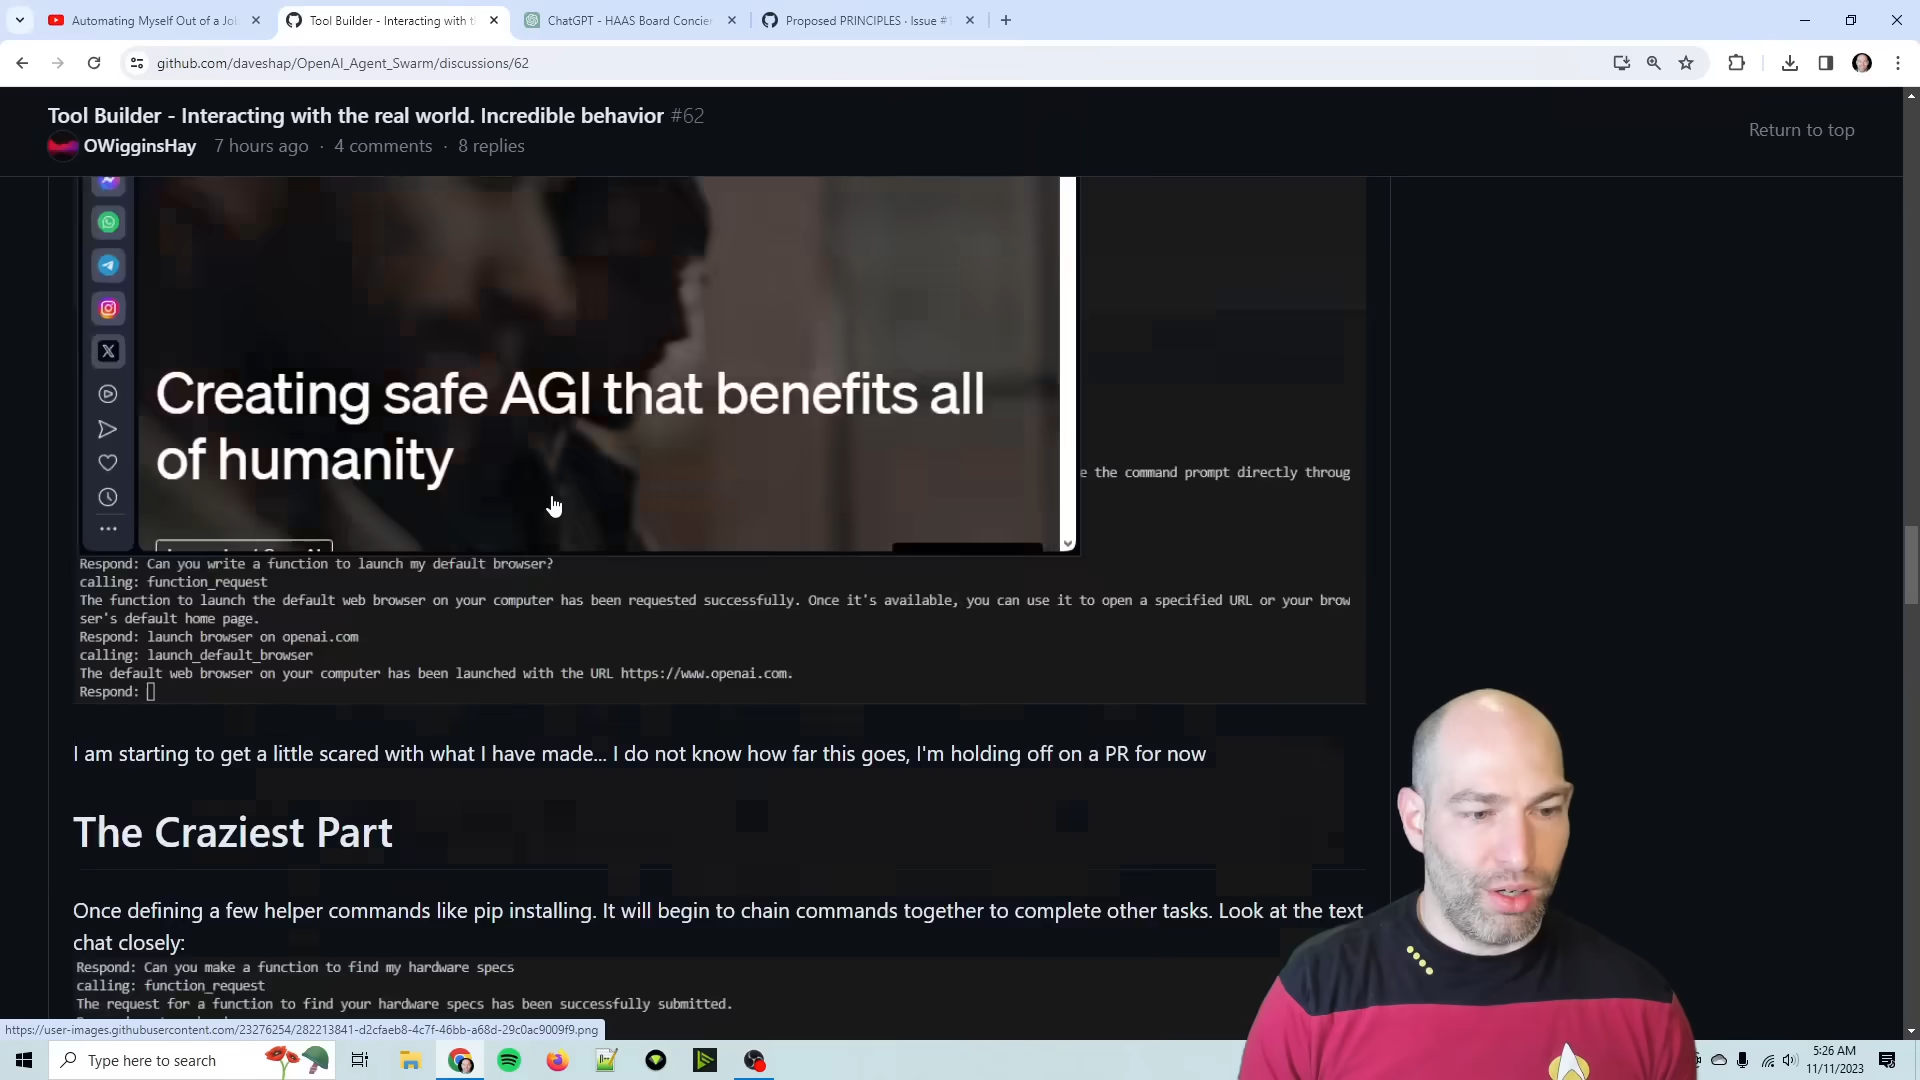 Automating Myself Out of a Jo
Tool Builder - Interacting with t
ChatGPT - HAAS Board Concie
Proposed PRINCIPLES · Issue #
github.com/daveshap/OpenAI_Agent_Swarm/discussions/62
Tool Builder - Interacting with the real world. Incredible behavior #62
OWigginsHay 7 hours ago · 4 comments · 8 replies
Return to top
Creating safe AGI that benefits all
of humanity
e the command prompt directly throug
Respond: Can you write a function to launch my default browser?
calling: function_request
The function to launch the default web browser on your computer has been requested successfully. Once it's available, you can use it to open a specified URL or your brow
ser's default home page.
Respond: launch browser on openai.com
calling: launch_default_browser
The default web browser on your computer has been launched with the URL https://www.openai.com.
Respond:
I am starting to get a little scared with what I have made... I do not know how far this goes, I'm holding off on a PR for now
The Craziest Part
Once defining a few helper commands like pip installing. It will begin to chain commands together to complete other tasks. Look at the text
chat closely:
Respond: Can you make a function to find my hardware specs
calling: function_request
The request for a function to find your hardware specs has been successfully submitted.
https://user-images.githubusercontent.com/23276254/282213841-d2cfaeb8-4c7f-46bb-a68d-29c0ac9009f9.png
Type here to search
5:26 AM
11/11/2023